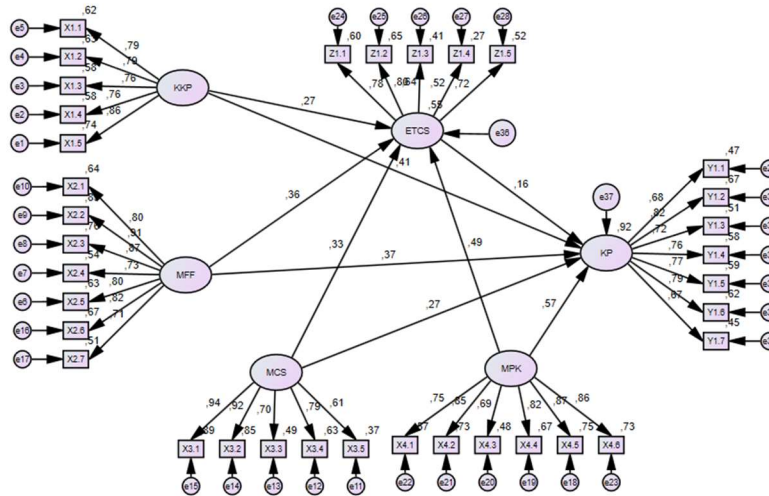 e5 X1.1 ,62
,79
e4 X1.2 ,63
,79
e3 X1.3 ,58
,76
e2 X1.4 ,58
,76
e1 X1.5 ,74
,86
KKP
e24 e25 e26 e27 e28
,60 ,65 ,41 ,27 ,52
Z1.1 Z1.2 Z1.3 Z1.4 Z1.5
,78 ,80 ,64 ,52 ,72
,55
ETCS
e36
,27
,41
,36
,33
,16
,49
,37
,27
,57
e10 X2.1 ,64
,80
e9 X2.2
,91
e8 X2.3
,87
e7 X2.4 ,54
,73
e6 X2.5 ,63
,80
e16 X2.6 ,67
,82
e17 X2.7 ,51
,71
MFF
e37
,92
KP
Y1.1 ,47
,68
Y1.2 ,67
,82
Y1.3 ,51
,72
Y1.4 ,58
,76
Y1.5 ,59
,77
Y1.6 ,62
,79
Y1.7 ,45
,67
MCS
,94 ,92 ,70 ,79 ,61
,89 ,85 ,49 ,63 ,37
X3.1 X3.2 X3.3 X3.4 X3.5
e15 e14 e13 e12 e11
MPK
,75 ,85 ,69 ,82 ,87 ,86
,57 ,73 ,48 ,67 ,75 ,73
X4.1 X4.2 X4.3 X4.4 X4.5 X4.6
e22 e21 e20 e19 e18 e23